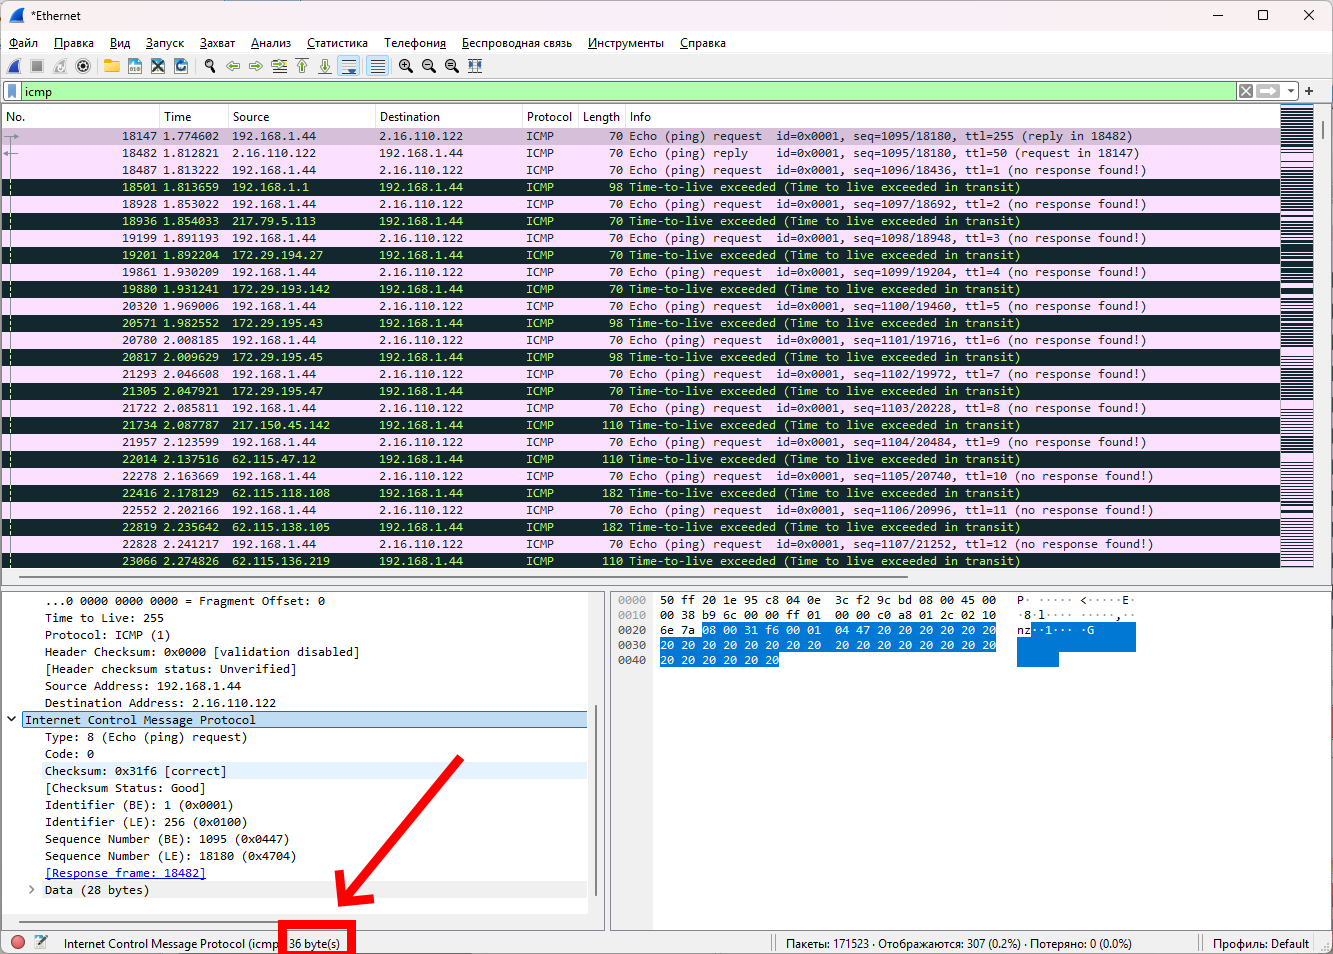 *Ethernet
Файл Правка Вид Запуск Захват Анализ Статистика Телефония Беспроводная связь Инструменты Справка
icmp
No. Time Source Destination Protocol Length Info
18147 1.774602 192.168.1.44 2.16.110.122 ICMP 70 Echo (ping) request id=0x0001, seq=1095/18180, ttl=255 (reply in 18482)
18482 1.812821 2.16.110.122 192.168.1.44 ICMP 70 Echo (ping) reply id=0x0001, seq=1095/18180, ttl=50 (request in 18147)
18487 1.813222 192.168.1.44 2.16.110.122 ICMP 70 Echo (ping) request id=0x0001, seq=1096/18436, ttl=1 (no response found!)
18501 1.813659 192.168.1.1 192.168.1.44 ICMP 98 Time-to-live exceeded (Time to live exceeded in transit)
18928 1.853022 192.168.1.44 2.16.110.122 ICMP 70 Echo (ping) request id=0x0001, seq=1097/18692, ttl=2 (no response found!)
18936 1.854033 217.79.5.113 192.168.1.44 ICMP 70 Time-to-live exceeded (Time to live exceeded in transit)
19199 1.891193 192.168.1.44 2.16.110.122 ICMP 70 Echo (ping) request id=0x0001, seq=1098/18948, ttl=3 (no response found!)
19201 1.892204 172.29.194.27 192.168.1.44 ICMP 70 Time-to-live exceeded (Time to live exceeded in transit)
19861 1.930209 192.168.1.44 2.16.110.122 ICMP 70 Echo (ping) request id=0x0001, seq=1099/19204, ttl=4 (no response found!)
19880 1.931241 172.29.193.142 192.168.1.44 ICMP 70 Time-to-live exceeded (Time to live exceeded in transit)
20320 1.969006 192.168.1.44 2.16.110.122 ICMP 70 Echo (ping) request id=0x0001, seq=1100/19460, ttl=5 (no response found!)
20571 1.982552 172.29.195.43 192.168.1.44 ICMP 98 Time-to-live exceeded (Time to live exceeded in transit)
20780 2.008185 192.168.1.44 2.16.110.122 ICMP 70 Echo (ping) request id=0x0001, seq=1101/19716, ttl=6 (no response found!)
20817 2.009629 172.29.195.45 192.168.1.44 ICMP 98 Time-to-live exceeded (Time to live exceeded in transit)
21293 2.046608 192.168.1.44 2.16.110.122 ICMP 70 Echo (ping) request id=0x0001, seq=1102/19972, ttl=7 (no response found!)
21305 2.047921 172.29.195.47 192.168.1.44 ICMP 70 Time-to-live exceeded (Time to live exceeded in transit)
21722 2.085811 192.168.1.44 2.16.110.122 ICMP 70 Echo (ping) request id=0x0001, seq=1103/20228, ttl=8 (no response found!)
21734 2.087787 217.150.45.142 192.168.1.44 ICMP 110 Time-to-live exceeded (Time to live exceeded in transit)
21957 2.123599 192.168.1.44 2.16.110.122 ICMP 70 Echo (ping) request id=0x0001, seq=1104/20484, ttl=9 (no response found!)
22014 2.137516 62.115.47.12 192.168.1.44 ICMP 110 Time-to-live exceeded (Time to live exceeded in transit)
22278 2.163669 192.168.1.44 2.16.110.122 ICMP 70 Echo (ping) request id=0x0001, seq=1105/20740, ttl=10 (no response found!)
22416 2.178129 62.115.118.108 192.168.1.44 ICMP 182 Time-to-live exceeded (Time to live exceeded in transit)
22552 2.202166 192.168.1.44 2.16.110.122 ICMP 70 Echo (ping) request id=0x0001, seq=1106/20996, ttl=11 (no response found!)
22819 2.235642 62.115.138.105 192.168.1.44 ICMP 182 Time-to-live exceeded (Time to live exceeded in transit)
22828 2.241217 192.168.1.44 2.16.110.122 ICMP 70 Echo (ping) request id=0x0001, seq=1107/21252, ttl=12 (no response found!)
23066 2.274826 62.115.136.219 192.168.1.44 ICMP 110 Time-to-live exceeded (Time to live exceeded in transit)
...0 0000 0000 0000 = Fragment Offset: 0
Time to Live: 255
Protocol: ICMP (1)
Header Checksum: 0x0000 [validation disabled]
[Header checksum status: Unverified]
Source Address: 192.168.1.44
Destination Address: 2.16.110.122
Internet Control Message Protocol
Type: 8 (Echo (ping) request)
Code: 0
Checksum: 0x31f6 [correct]
[Checksum Status: Good]
Identifier (BE): 1 (0x0001)
Identifier (LE): 256 (0x0100)
Sequence Number (BE): 1095 (0x0447)
Sequence Number (LE): 18180 (0x4704)
[Response frame: 18482]
Data (28 bytes)
0000 50 ff 20 1e 95 c8 04 0e 3c f2 9c bd 08 00 45 00 P· ·····<·····E·
0010 00 38 b9 6c 00 00 ff 01 00 00 c0 a8 01 2c 02 10 ·8·l·········,··
0020 6e 7a 08 00 31 f6 00 01 04 47 20 20 20 20 20 20 nz··1····G
0030 20 20 20 20 20 20 20 20 20 20 20 20 20 20 20 20
0040 20 20 20 20 20 20
Internet Control Message Protocol (icmp 36 byte(s)
Пакеты: 171523 · Отображаются: 307 (0.2%) · Потеряно: 0 (0.0%)
Профиль: Default